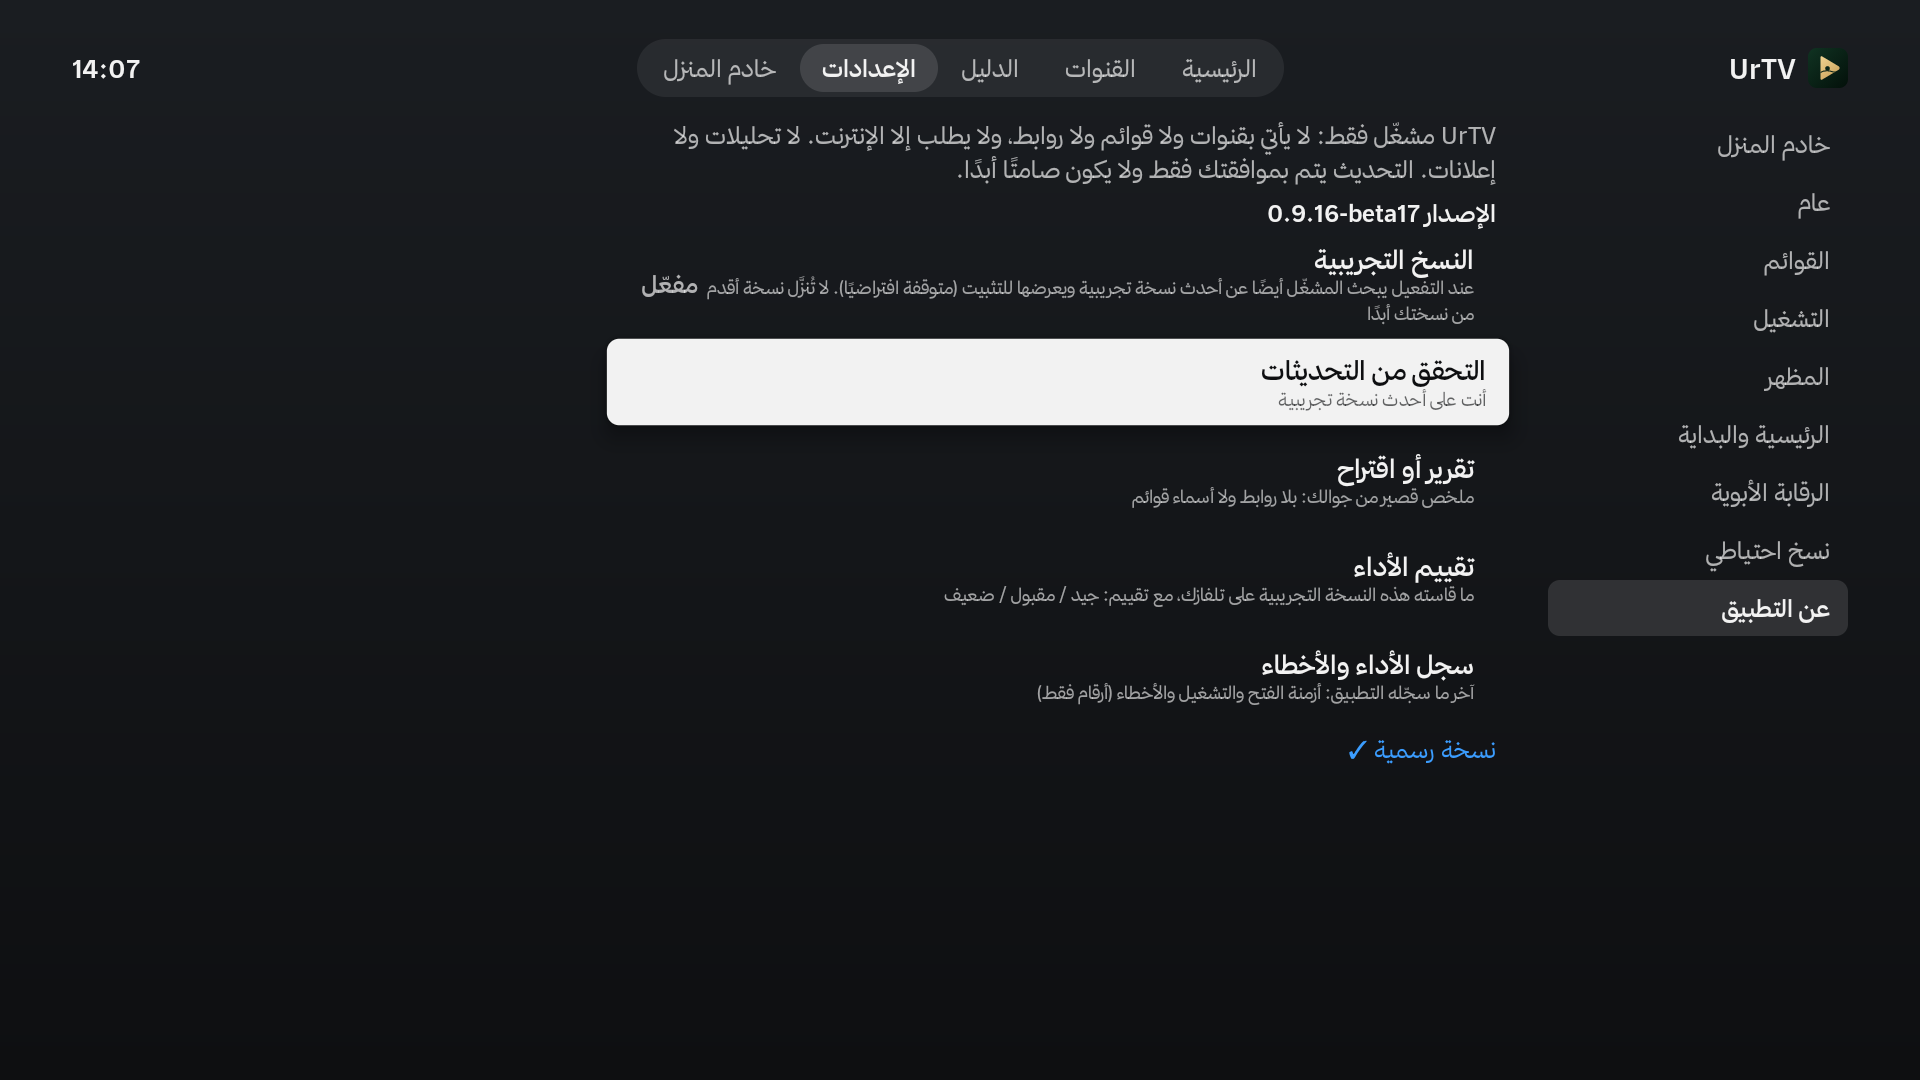 UrTV
الرئيسية
القنوات
الدليل
الإعدادات
خادم المنزل
14:07
خادم المنزل
عام
القوائم
التشغيل
المظهر
الرئيسية والبداية
الرقابة الأبوية
نسخ احتياطي
عن التطبيق
UrTV مشغّل فقط: لا يأتي بقنوات ولا قوائم ولا روابط، ولا يطلب إلا الإنترنت. لا تحليلات ولا
إعلانات. التحديث يتم بموافقتك فقط ولا يكون صامتًا أبدًا.
الإصدار 0.9.16-beta17
النسخ التجريبية
عند التفعيل يبحث المشغّل أيضًا عن أحدث نسخة تجريبية ويعرضها للتثبيت (متوقفة افتراضيًا). لا تُنزَّل نسخة أقدم
من نسختك أبدًا
مفعّل
التحقق من التحديثات
أنت على أحدث نسخة تجريبية
تقرير أو اقتراح
ملخص قصير من جوالك: بلا روابط ولا أسماء قوائم
تقييم الأداء
ما قاسته هذه النسخة التجريبية على تلفازك، مع تقييم: جيد / مقبول / ضعيف
سجل الأداء والأخطاء
آخر ما سجّله التطبيق: أزمنة الفتح والتشغيل والأخطاء (أرقام فقط)
نسخة رسمية ✓